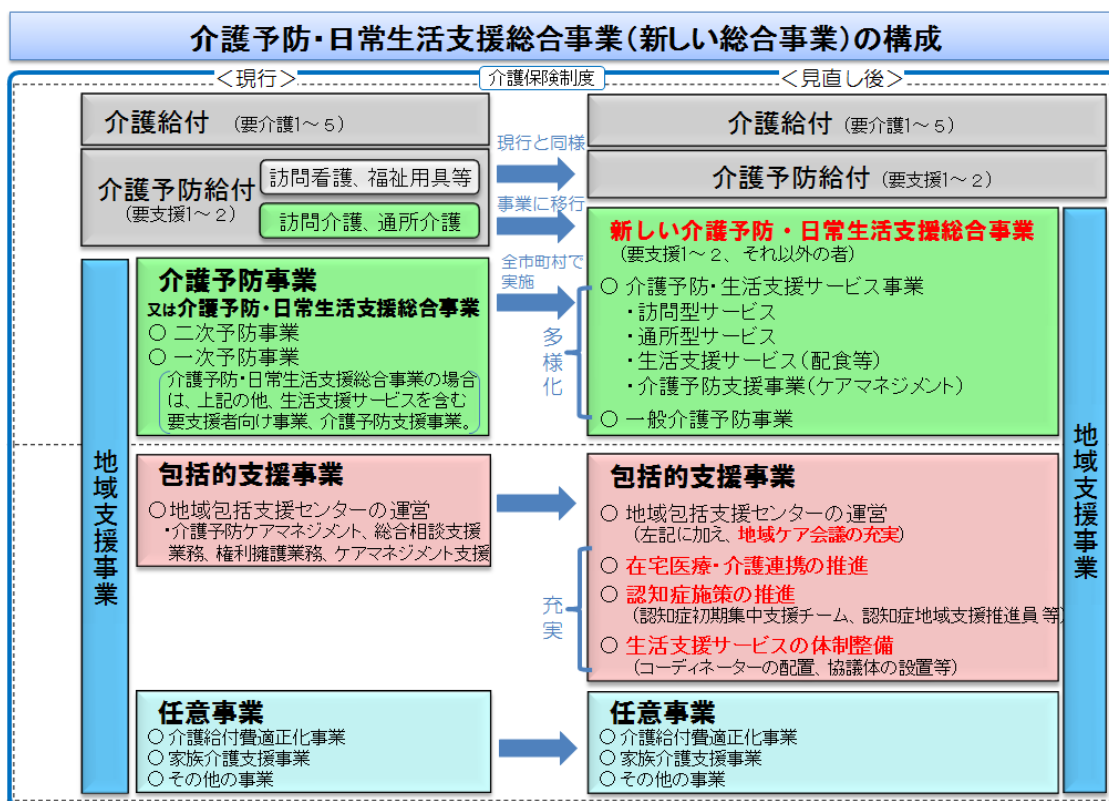 介護予防・日常生活支援総合事業(新しい総合事業)の構成
<現行>
介護保険制度
<見直し後>
介護給付 (要介護1~5)
現行と同様
介護給付 (要介護1~5)
介護予防給付
(要支援1~2)
訪問看護、福祉用具等
訪問介護、通所介護
事業に移行
介護予防給付 (要支援1~2)
新しい介護予防・日常生活支援総合事業
(要支援1~2、それ以外の者)
全市町村で
実施
介護予防事業
又は介護予防・日常生活支援総合事業
○ 二次予防事業
○ 一次予防事業
介護予防・日常生活支援総合事業の場合
は、上記の他、生活支援サービスを含む
要支援者向け事業、介護予防支援事業。
多様化
○ 介護予防・生活支援サービス事業
・訪問型サービス
・通所型サービス
・生活支援サービス(配食等)
・介護予防支援事業(ケアマネジメント)
○ 一般介護予防事業
地域支援事業
包括的支援事業
○地域包括支援センターの運営
・介護予防ケアマネジメント、総合相談支援
業務、権利擁護業務、ケアマネジメント支援
充実
包括的支援事業
○ 地域包括支援センターの運営
(左記に加え、地域ケア会議の充実)
○ 在宅医療・介護連携の推進
○ 認知症施策の推進
(認知症初期集中支援チーム、認知症地域支援推進員 等)
○ 生活支援サービスの体制整備
(コーディネーターの配置、協議体の設置等)
地域支援事業
任意事業
○ 介護給付費適正化事業
○ 家族介護支援事業
○ その他の事業
任意事業
○ 介護給付費適正化事業
○ 家族介護支援事業
○ その他の事業